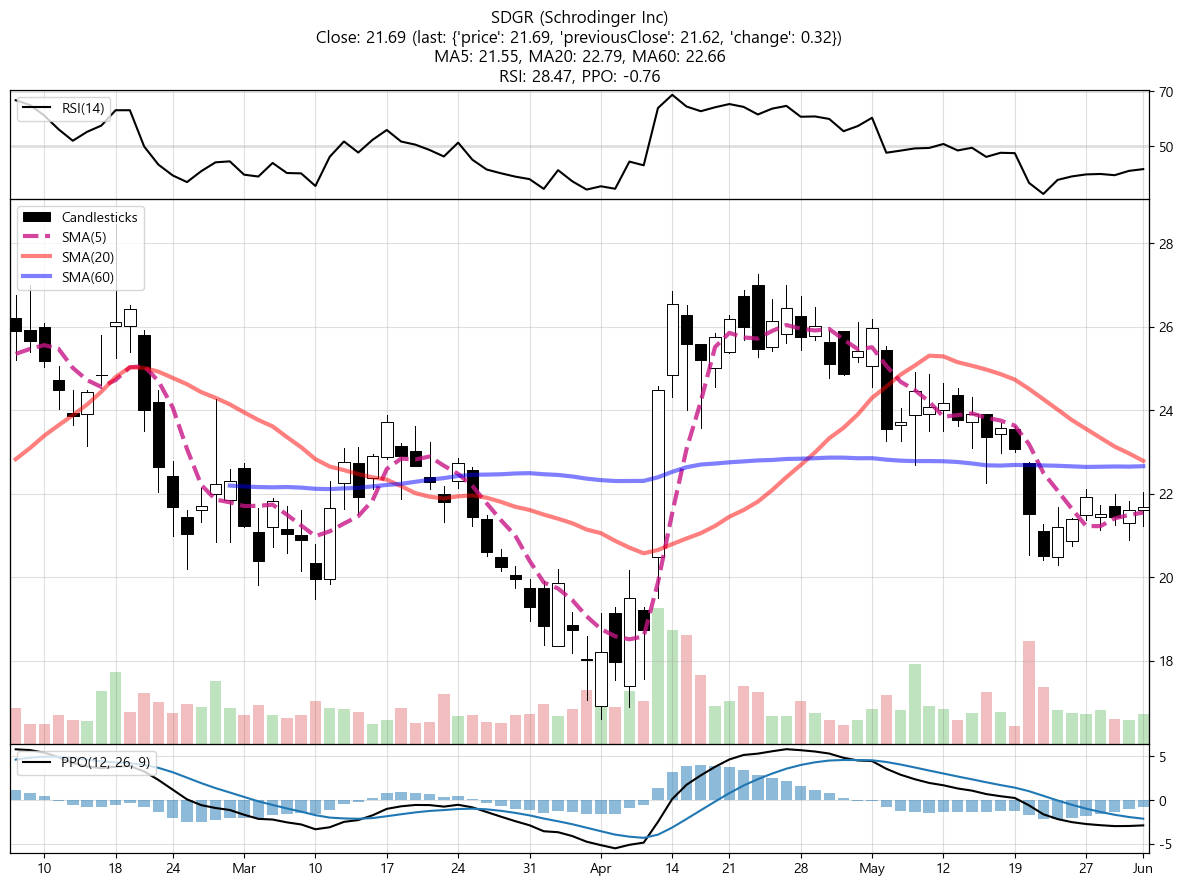 SDGR (Schrodinger Inc)
Close: 21.69 (last: {'price': 21.69, 'previousClose': 21.62, 'change': 0.32})
MA5: 21.55, MA20: 22.79, MA60: 22.66
RSI: 28.47, PPO: -0.76
RSI(14)
70
50
Candlesticks
SMA(5)
SMA(20)
SMA(60)
28
26
24
22
20
18
PPO(12, 26, 9)
5
0
-5
10 18 24 Mar 10 17 24 31 Apr 14 21 28 May 12 19 27 Jun